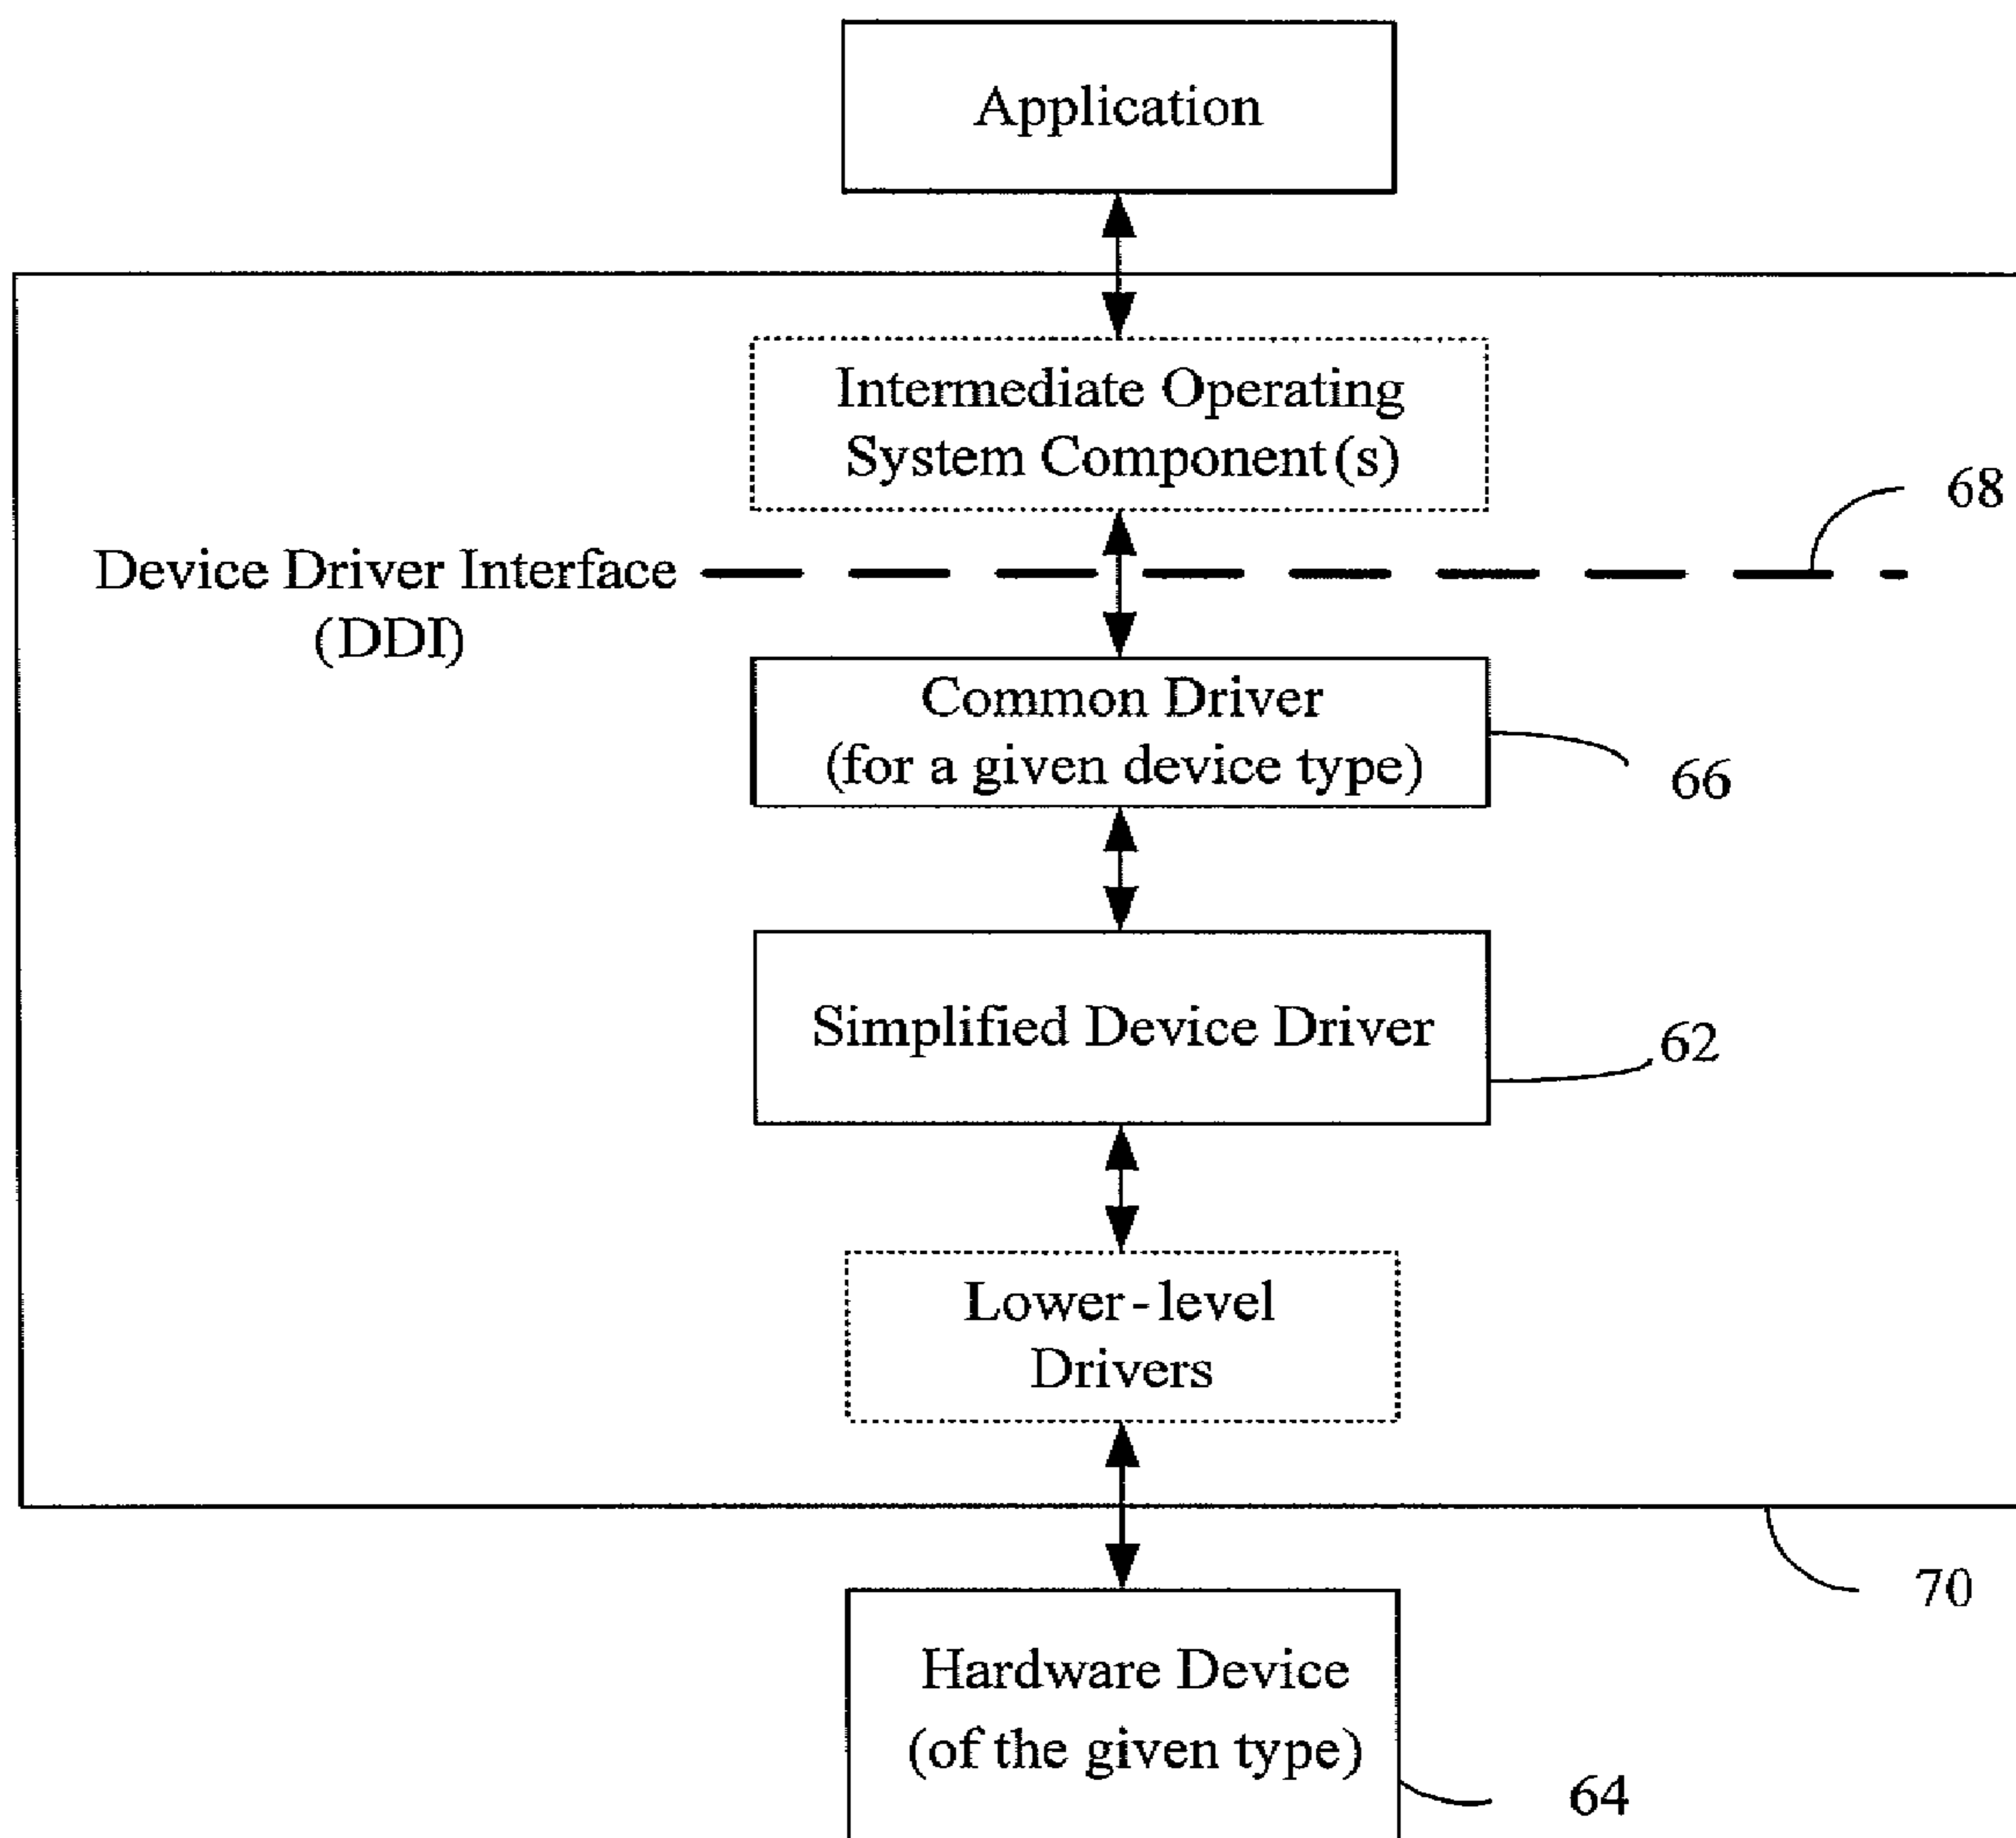 Application
Intermediate Operating
System Component(s)
68
Device Driver Interface
(DDI)
Common Driver
(for a given device type)
66
Simplified Device Driver
62
Lower-level
Drivers
70
Hardware Device
(of the given type)
64